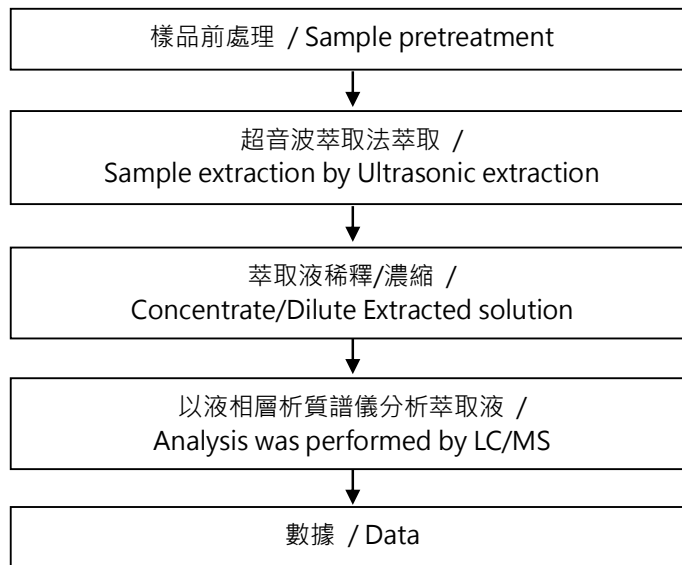 樣品前處理 / Sample pretreatment
超音波萃取法萃取 /
Sample extraction by Ultrasonic extraction
萃取液稀釋/濃縮 /
Concentrate/Dilute Extracted solution
以液相層析質譜儀分析萃取液 /
Analysis was performed by LC/MS
數據 / Data